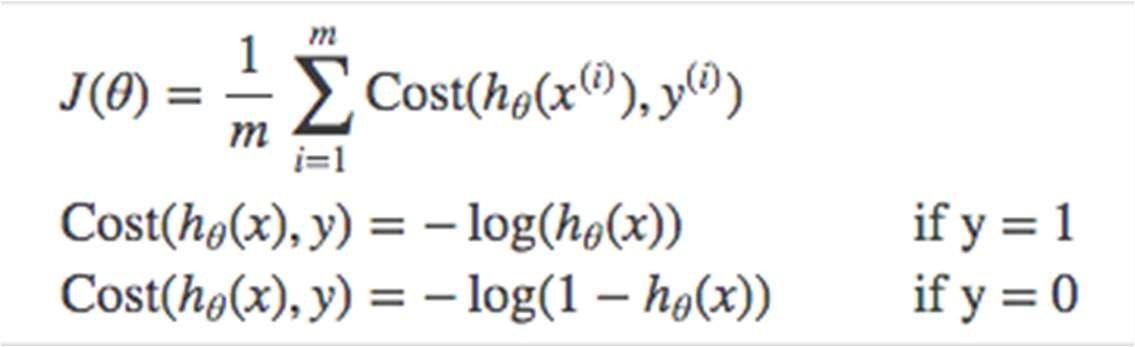 J(θ) = 1/m ∑_{i=1}^{m} Cost(h_θ(x^{(i)}), y^{(i)})
Cost(h_θ(x), y) = − log(h_θ(x)) if y = 1
Cost(h_θ(x), y) = − log(1 − h_θ(x)) if y = 0